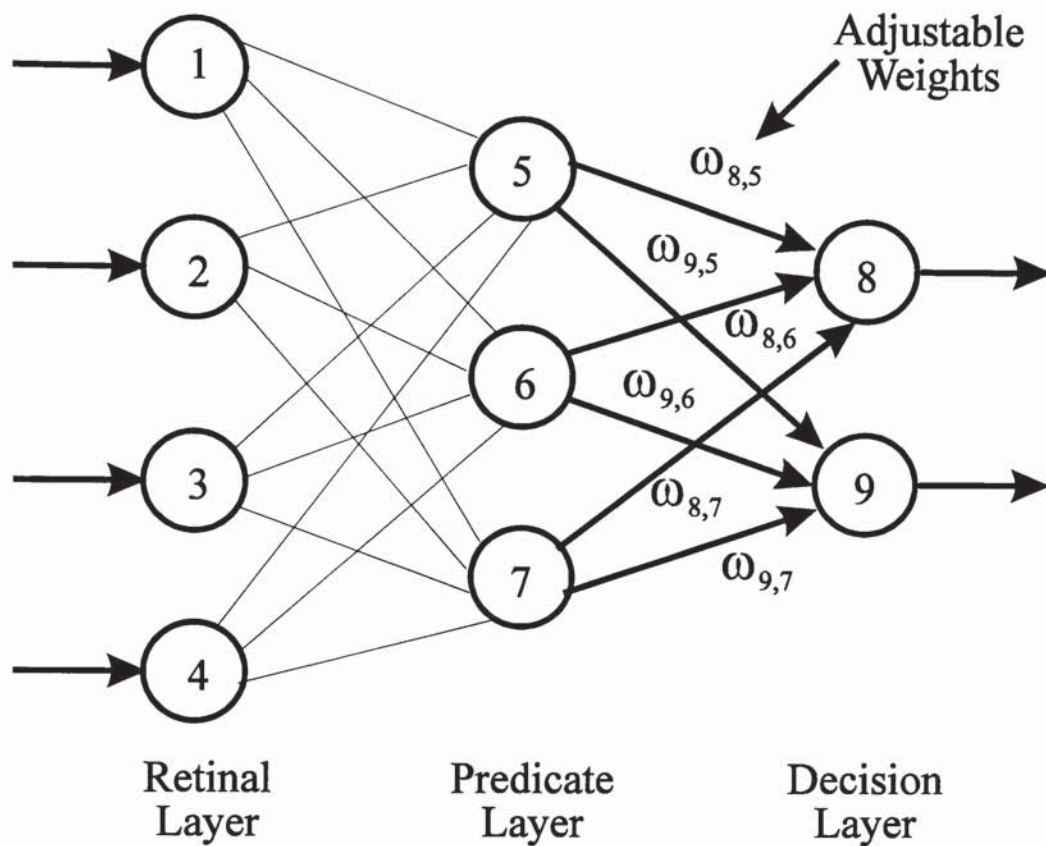 Adjustable
Weights
1
2
3
4
5
6
7
8
9
ω8,5
ω9,5
ω8,6
ω9,6
ω8,7
ω9,7
Retinal
Layer
Predicate
Layer
Decision
Layer